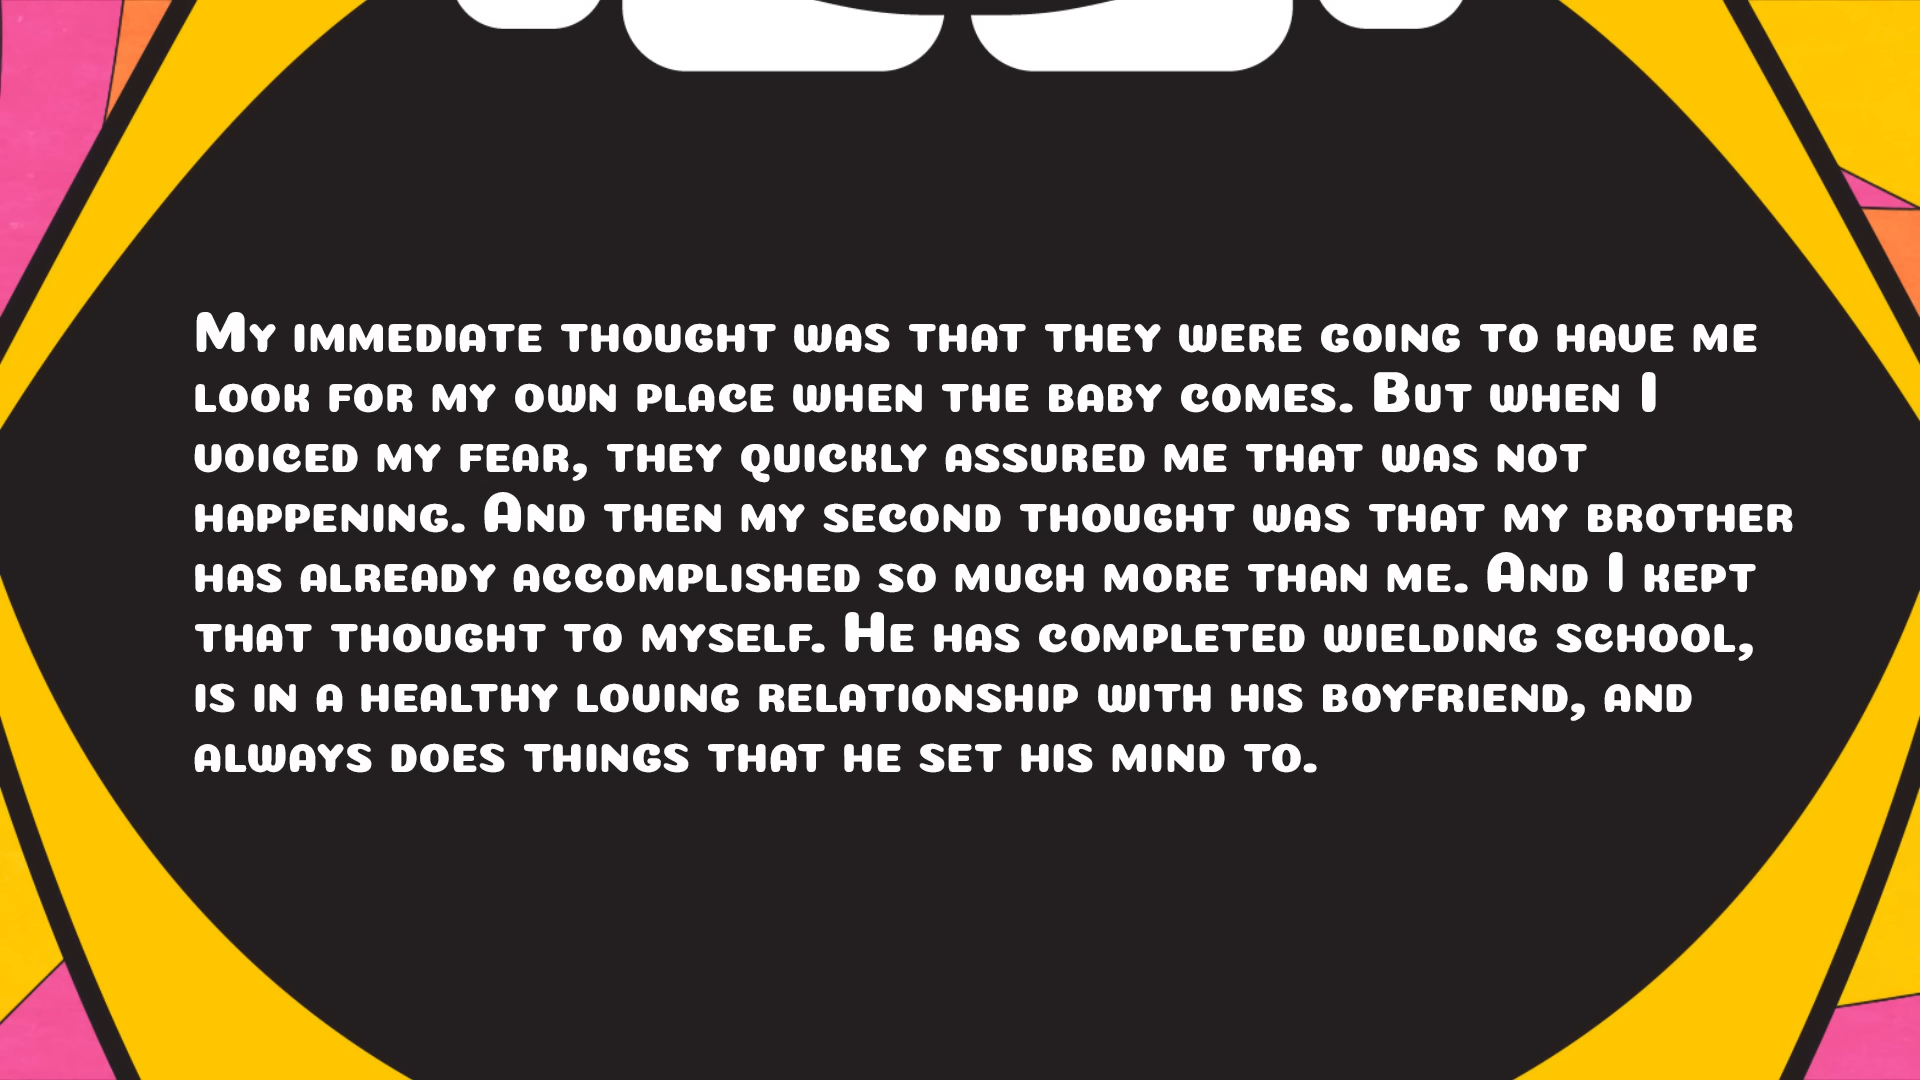 My immediate thought was that they were going to have me
look for my own place when the baby comes. But when I
voiced my fear, they quickly assured me that was not
happening. And then my second thought was that my brother
has already accomplished so much more than me. And I kept
that thought to myself. He has completed wielding school,
is in a healthy loving relationship with his boyfriend, and
always does things that he set his mind to.